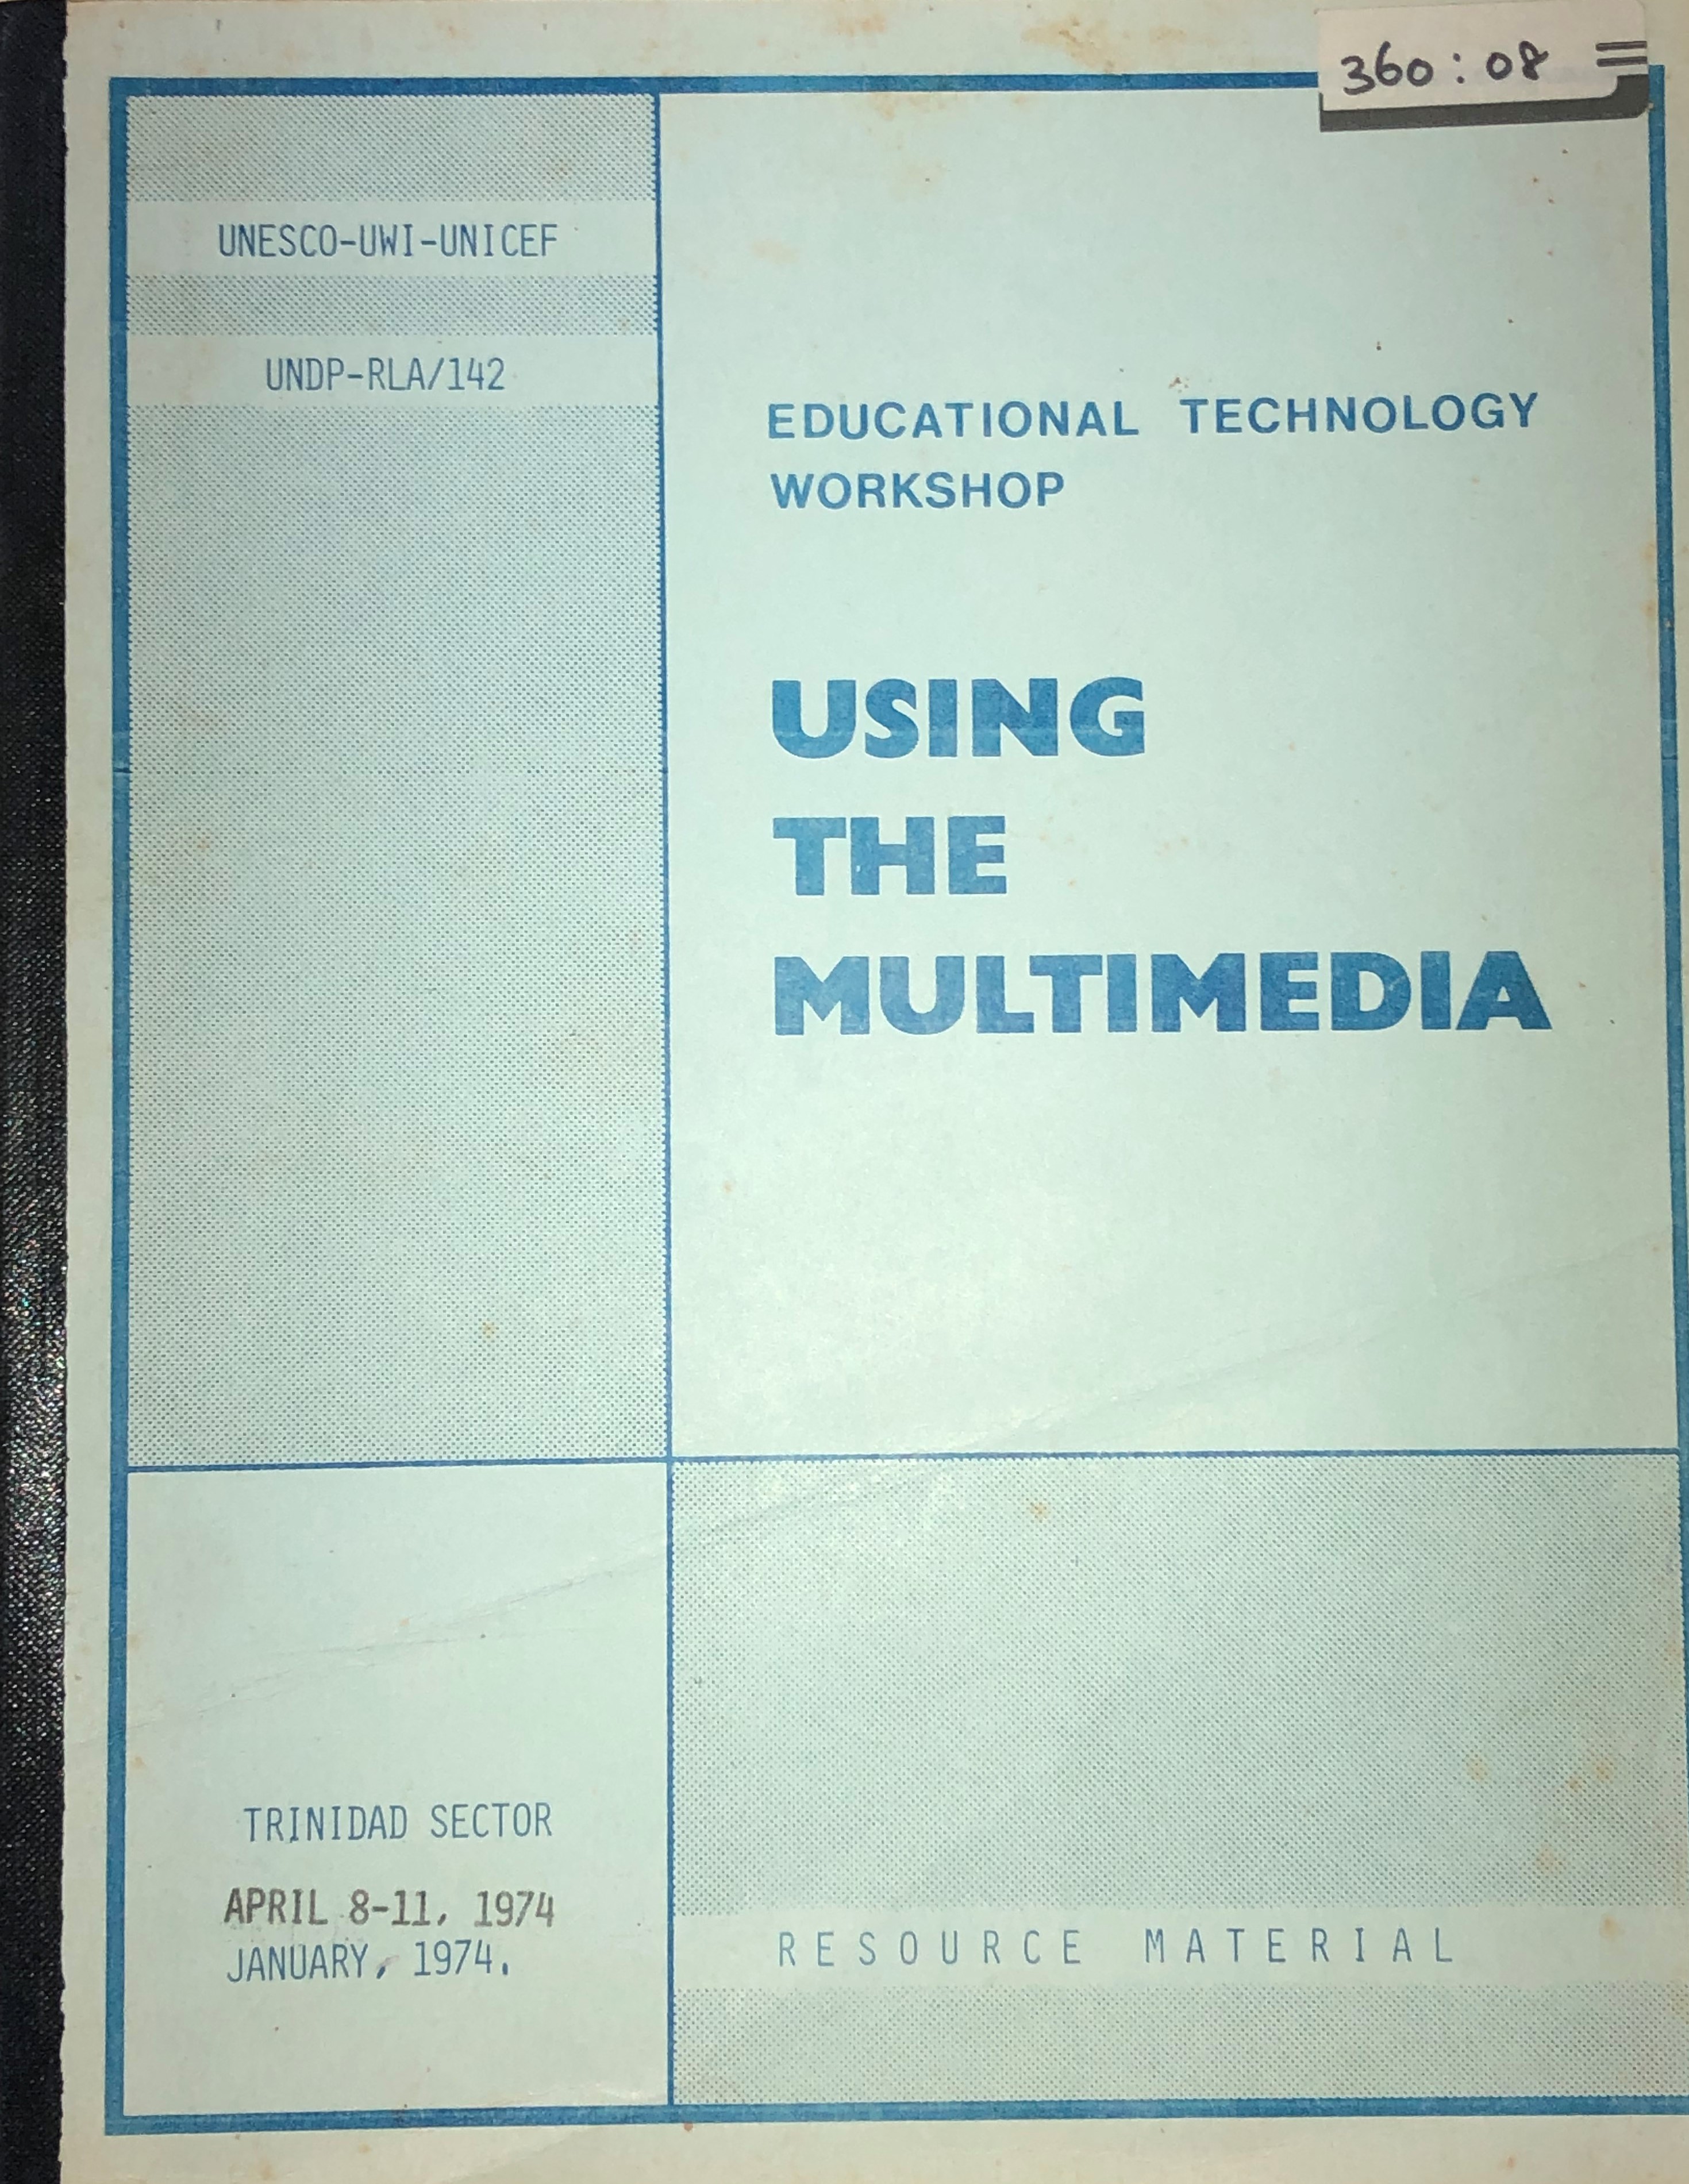 360:08
UNESCO-UWI-UNICEF
UNDP-RLA/142
EDUCATIONAL TECHNOLOGY
WORKSHOP
USING
THE
MULTIMEDIA
TRINIDAD SECTOR
APRIL 8-11, 1974
JANUARY, 1974.
RESOURCE MATERIAL